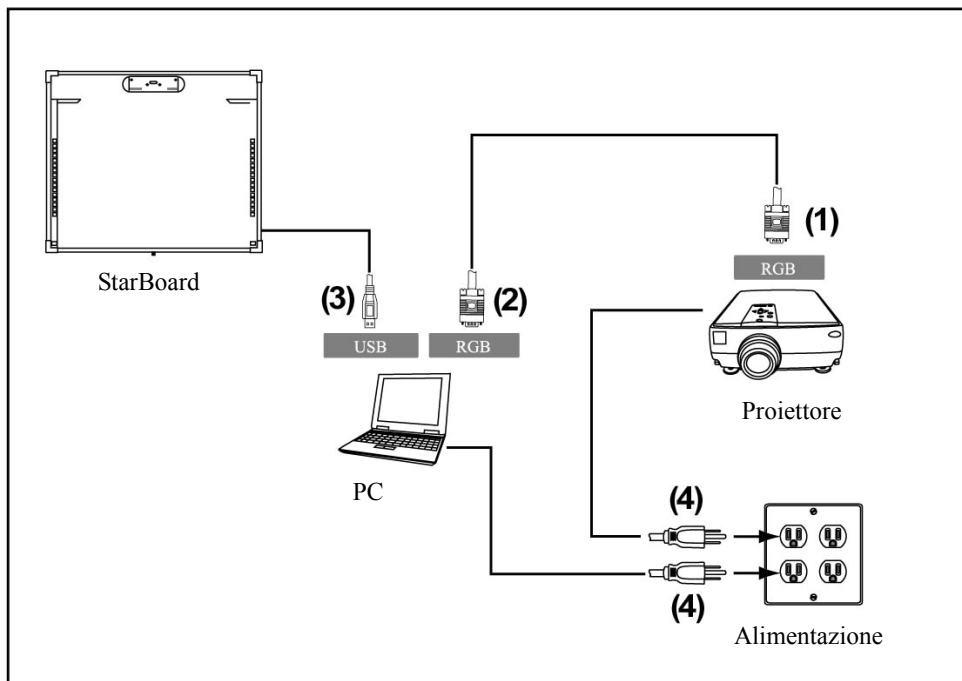 (1)
RGB
StarBoard
(3)
(2)
USB
RGB
Proiettore
PC
(4)
(4)
Alimentazione